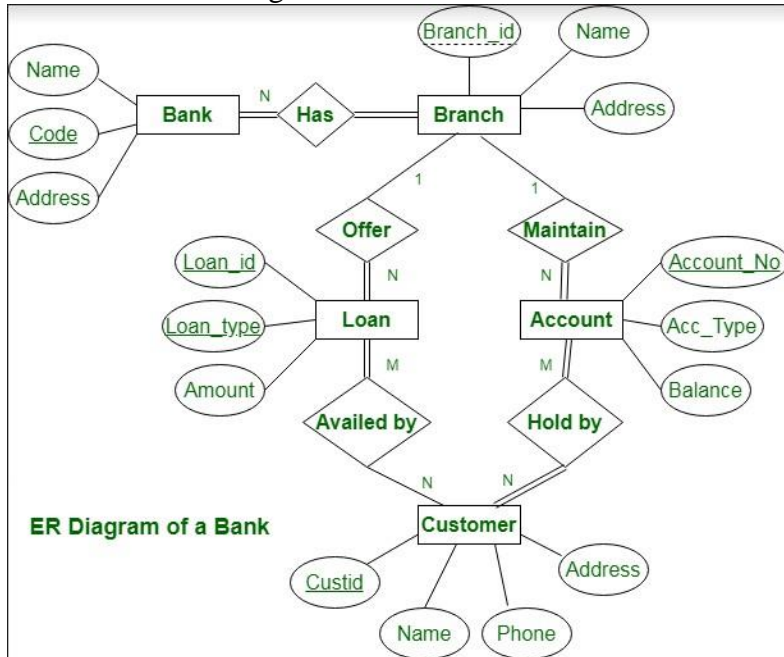 Branch_id
Name
Name
N
Bank
Has
Branch
Address
Code
Address
1
1
Offer
Maintain
Loan_id
N
N
Account_No
Loan_type
Loan
Account
Acc_Type
Amount
M
M
Balance
Availed by
Hold by
N
N
ER Diagram of a Bank
Customer
Custid
Address
Name
Phone